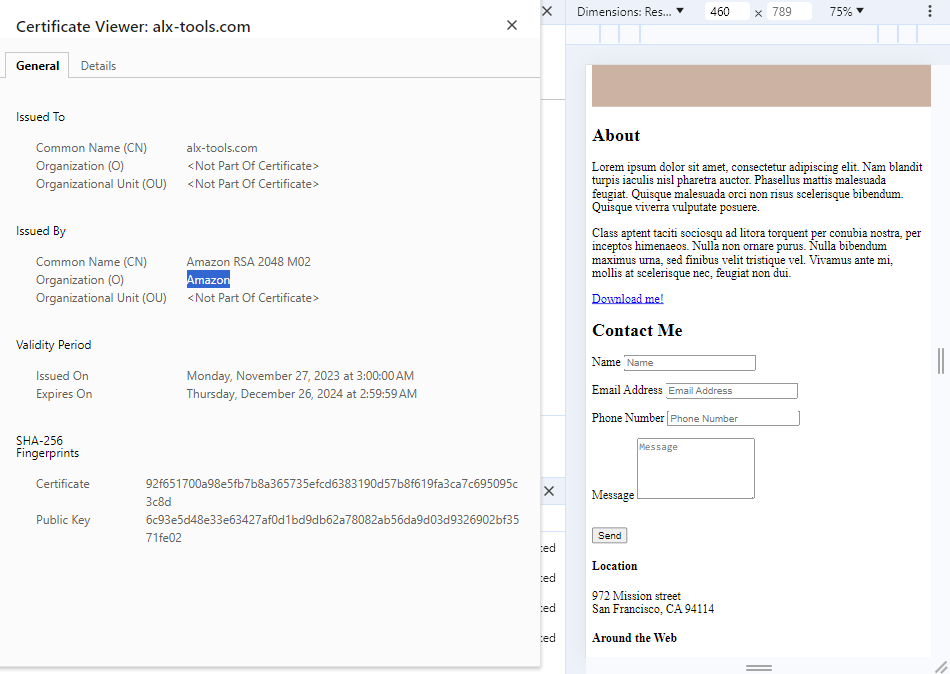 Certificate Viewer: alx-tools.com
General
Details
Issued To
Common Name (CN) alx-tools.com
Organization (O) <Not Part Of Certificate>
Organizational Unit (OU) <Not Part Of Certificate>
Issued By
Common Name (CN) Amazon RSA 2048 M02
Organization (O) Amazon
Organizational Unit (OU) <Not Part Of Certificate>
Validity Period
Issued On Monday, November 27, 2023 at 3:00:00 AM
Expires On Thursday, December 26, 2024 at 2:59:59 AM
SHA-256
Fingerprints
Certificate 92f651700a98e5fb7b8a365735efcd6383190d57b8f619fa3ca7c695095c
3c8d
Public Key 6c93e5d48e33e63427af0d1bd9db62a78082ab56da9d03d9326902bf35
71fe02
ted
ted
ted
ted
Dimensions: Res... 460 × 789 75%
About
Lorem ipsum dolor sit amet, consectetur adipiscing elit. Nam blandit
turpis iaculis nisl pharetra auctor. Phasellus mattis malesuada
feugiat. Quisque malesuada orci non risus scelerisque bibendum.
Quisque viverra vulputate posuere.
Class aptent taciti sociosqu ad litora torquent per conubia nostra, per
inceptos himenaeos. Nulla non ornare purus. Nulla bibendum
maximus urna, sed finibus velit tristique vel. Vivamus ante mi,
mollis at scelerisque nec, feugiat non dui.
Download me!
Contact Me
Name Name
Email Address Email Address
Phone Number Phone Number
Message
Message
Send
Location
972 Mission street
San Francisco, CA 94114
Around the Web